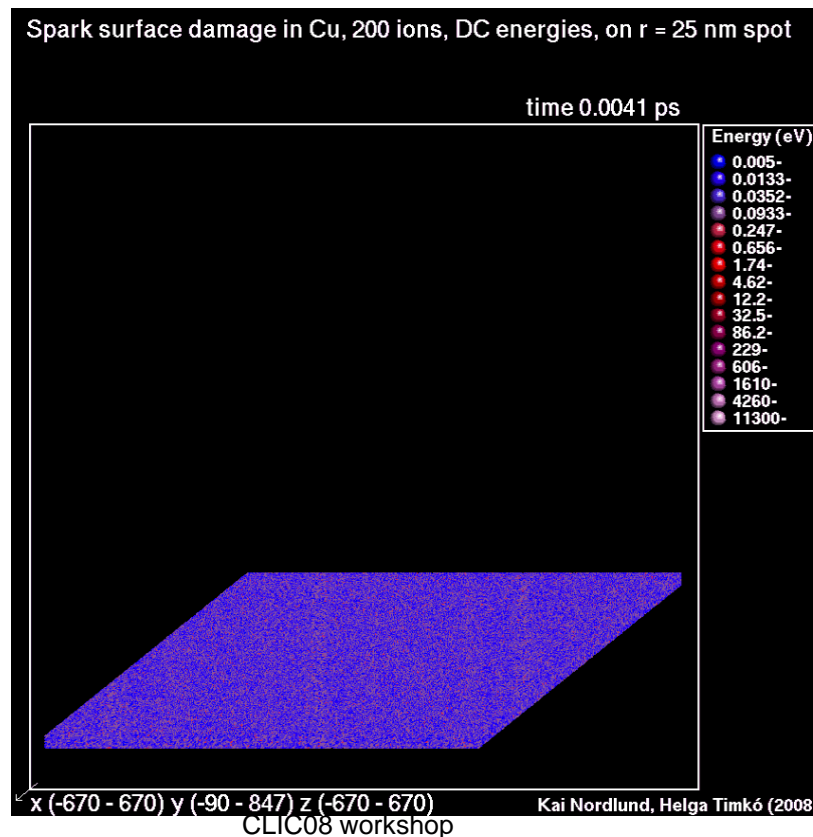 Spark surface damage in Cu, 200 ions, DC energies, on r = 25 nm spot
time 0.0041 ps
Energy (eV)
0.005-
0.0133-
0.0352-
0.0933-
0.247-
0.656-
1.74-
4.62-
12.2-
32.5-
86.2-
229-
606-
1610-
4260-
11300-
x (-670 - 670) y (-90 - 847) z (-670 - 670)
Kai Nordlund, Helga Timkó (2008
CLIC08 workshop